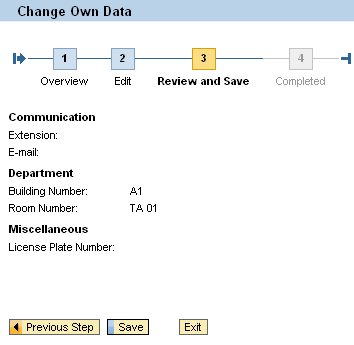 Change Own Data
1 2 3 4
Overview Edit Review and Save Completed
Communication
Extension:
E-mail:
Department
Building Number: A1
Room Number: TA 01
Miscellaneous
License Plate Number:
Previous Step Save Exit